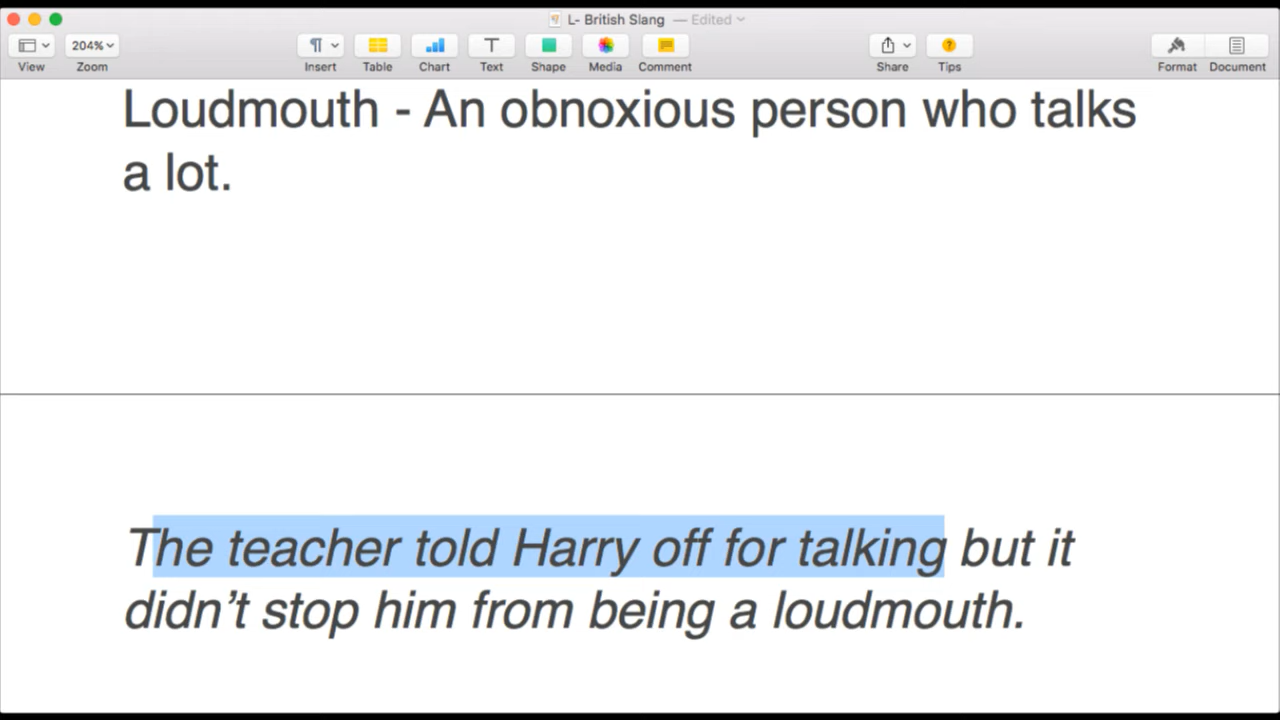 L- British Slang — Edited
204%
View Zoom Insert Table Chart Text Shape Media Comment Share Tips Format Document
Loudmouth - An obnoxious person who talks
a lot.
The teacher told Harry off for talking but it
didn’t stop him from being a loudmouth.